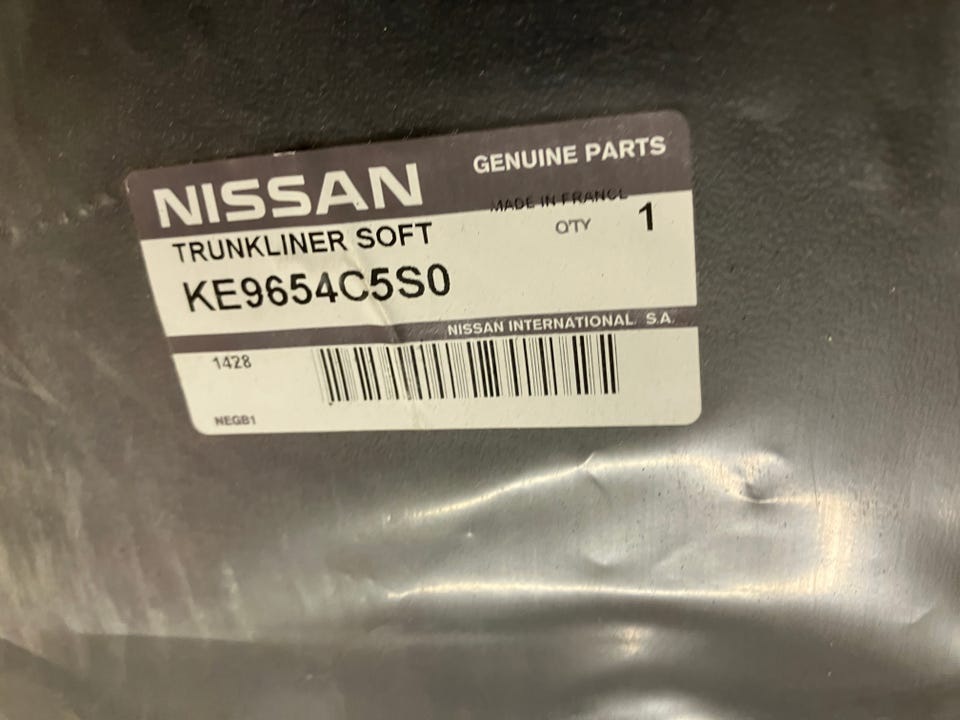 NISSAN
GENUINE PARTS
MADE IN FRANCE
TRUNKLINER SOFT
QTY 1
KE9654C5S0
NISSAN INTERNATIONAL S.A.
1428
NEGB1